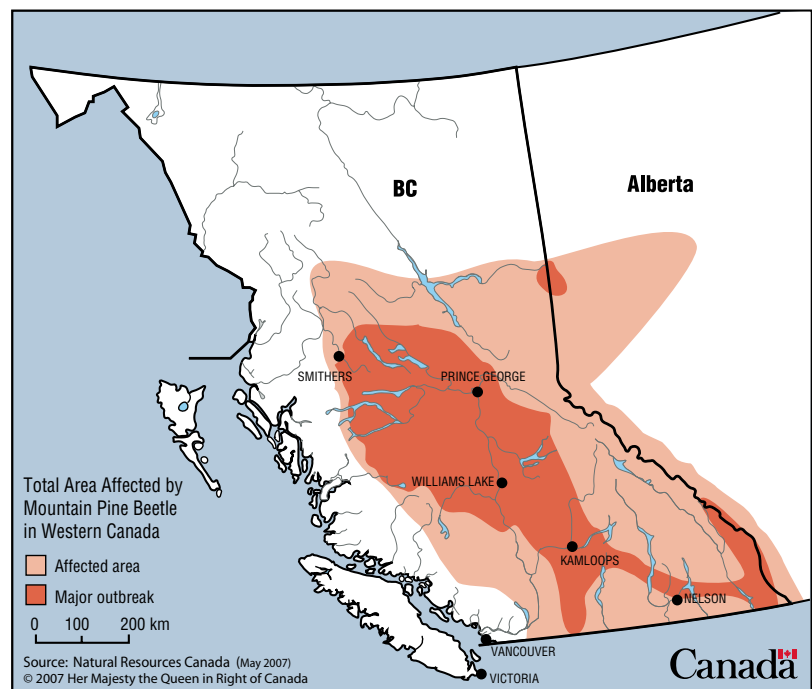 BC
Alberta
SMITHERS
PRINCE GEORGE
WILLIAMS LAKE
KAMLOOPS
NELSON
VANCOUVER
VICTORIA
Total Area Affected by
Mountain Pine Beetle
in Western Canada
Affected area
Major outbreak
0 100 200 km
Source: Natural Resources Canada (May 2007)
© 2007 Her Majesty the Queen in Right of Canada
Canada